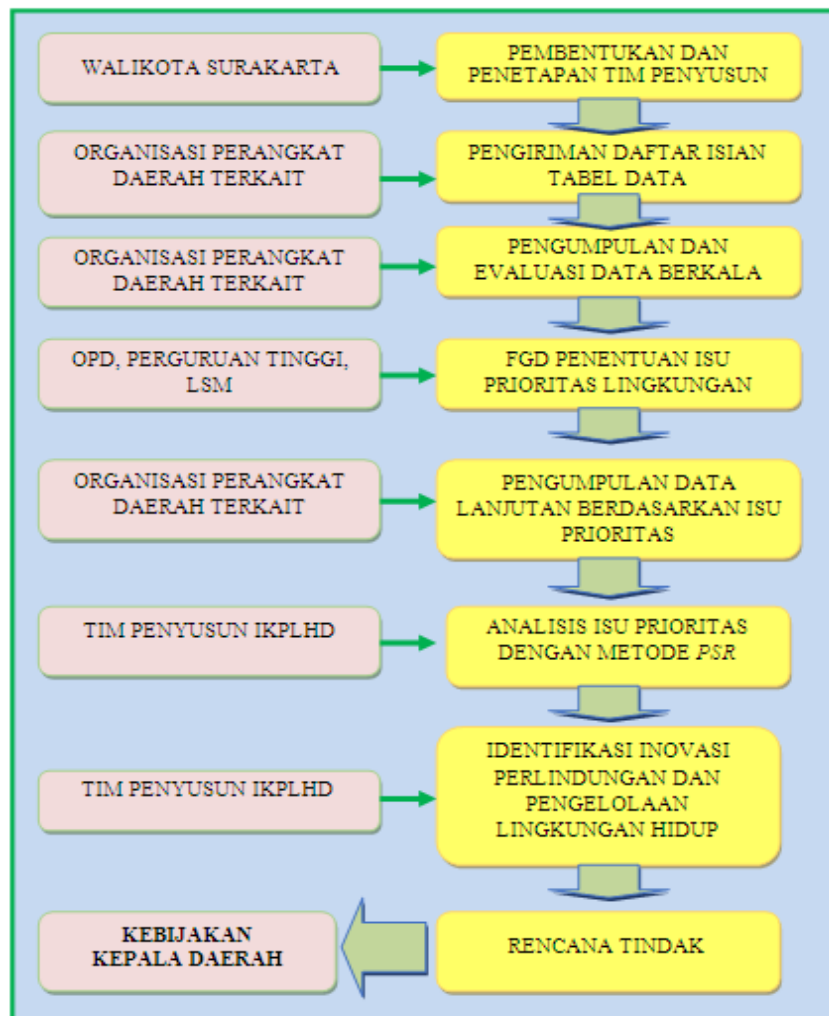 WALIKOTA SURAKARTA
PEMBENTUKAN DAN
PENETAPAN TIM PENYUSUN
ORGANISASI PERANGKAT
DAERAH TERKAIT
PENGIRIMAN DAFTAR ISIAN
TABEL DATA
ORGANISASI PERANGKAT
DAERAH TERKAIT
PENGUMPULAN DAN
EVALUASI DATA BERKALA
OPD, PERGURUAN TINGGI,
LSM
FGD PENENTUAN ISU
PRIORITAS LINGKUNGAN
ORGANISASI PERANGKAT
DAERAH TERKAIT
PENGUMPULAN DATA
LANJUTAN BERDASARKAN ISU
PRIORITAS
TIM PENYUSUN IKPLHD
ANALISIS ISU PRIORITAS
DENGAN METODE PSR
TIM PENYUSUN IKPLHD
IDENTIFIKASI INOVASI
PERLINDUNGAN DAN
PENGELOLAAN
LINGKUNGAN HIDUP
KEBIJAKAN
KEPALA DAERAH
RENCANA TINDAK